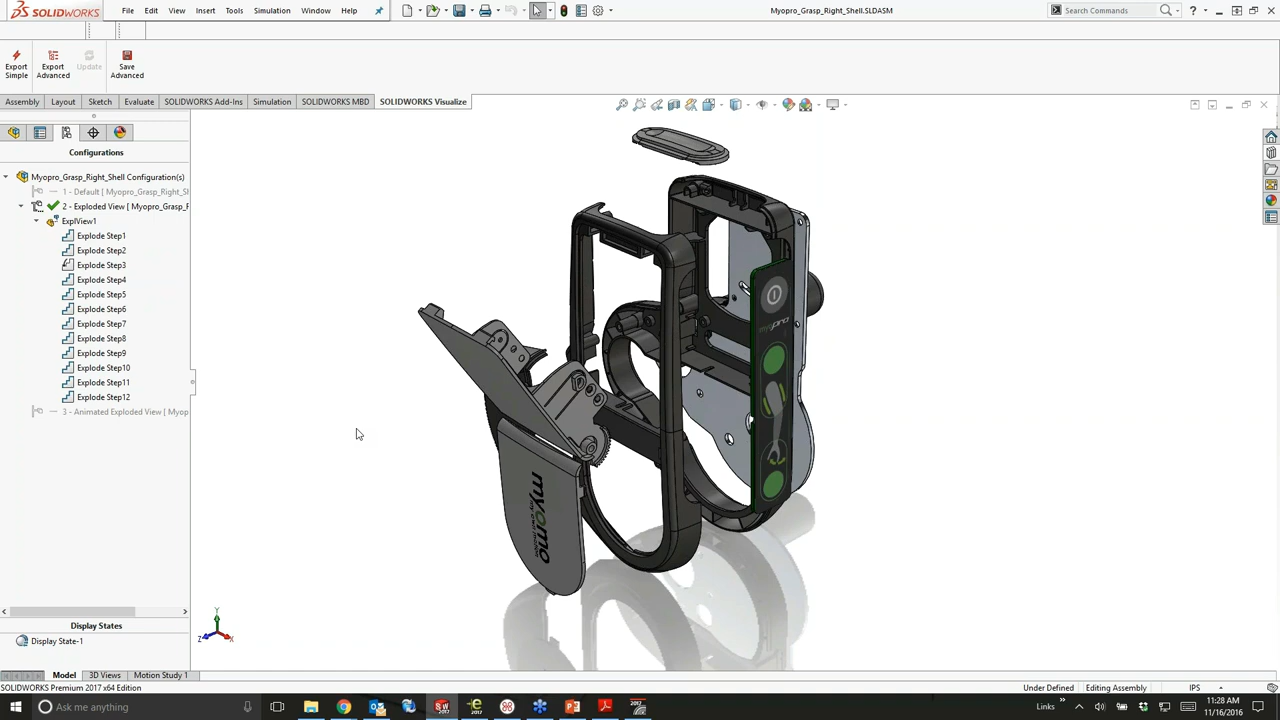 SOLIDWORKS
File Edit View Insert Tools Simulation Window Help
Myopro_Grasp_Right_Shell.SLDASM
Search Commands
Export Simple
Export Advanced
Update
Save Advanced
Assembly Layout Sketch Evaluate SOLIDWORKS Add-Ins Simulation SOLIDWORKS MBD SOLIDWORKS Visualize
Configurations
Myopro_Grasp_Right_Shell Configuration(s)
1 - Default [ Myopro_Grasp_Right_Sh
2 - Exploded View [ Myopro_Grasp_R
ExplView1
Explode Step1
Explode Step2
Explode Step3
Explode Step4
Explode Step5
Explode Step6
Explode Step7
Explode Step8
Explode Step9
Explode Step10
Explode Step11
Explode Step12
3 - Animated Exploded View [ Myop
myopro
myomo
my own motion
Y
Z
X
Display States
Display State-1
Model 3D Views Motion Study 1
SOLIDWORKS Premium 2017 x64 Edition
Under Defined Editing Assembly IPS
Ask me anything
Links
11:28 AM
11/16/2016